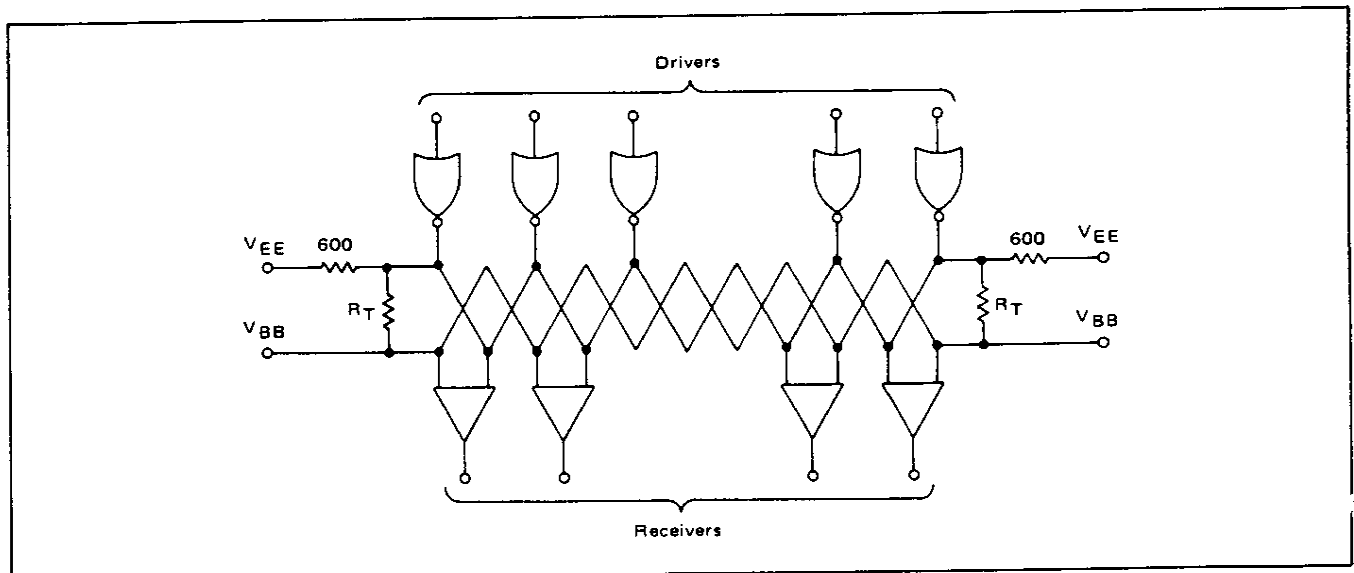 Drivers
VEE 600
600 VEE
RT
RT
VBB
VBB
Receivers